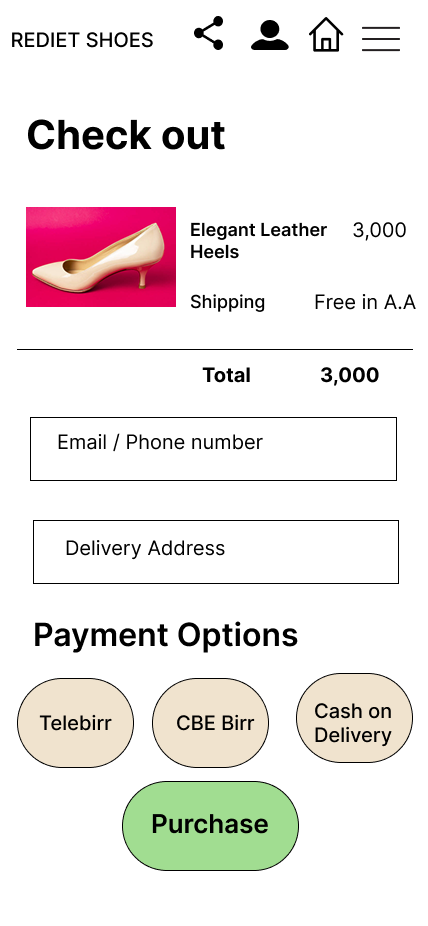 REDIET SHOES
Check out
Elegant Leather 3,000
Heels
Shipping Free in A.A
Total 3,000
Email / Phone number
Delivery Address
Payment Options
Telebirr CBE Birr Cash on
Delivery
Purchase